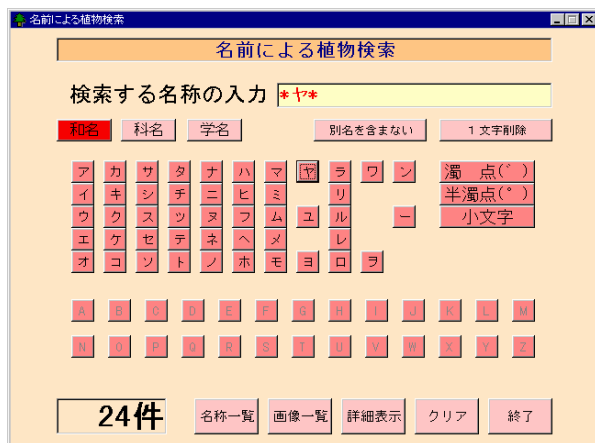 名前による植物検索
名前による植物検索
検索する名称の入力 *ヤ*
和名 科名 学名 別名を含まない 1文字削除
ア カ サ タ ナ ハ マ ヤ ラ ワ ン 濁 点(゛)
イ キ シ チ ニ ヒ ミ リ 半濁点(゜)
ウ ク ス ツ ヌ フ ム ユ ル ー 小文字
エ ケ セ テ ネ ヘ メ レ
オ コ ソ ト ノ ホ モ ヨ ロ ヲ
A B C D E F G H I J K L M
N O P Q R S T U V W X Y Z
24件 名称一覧 画像一覧 詳細表示 クリア 終了